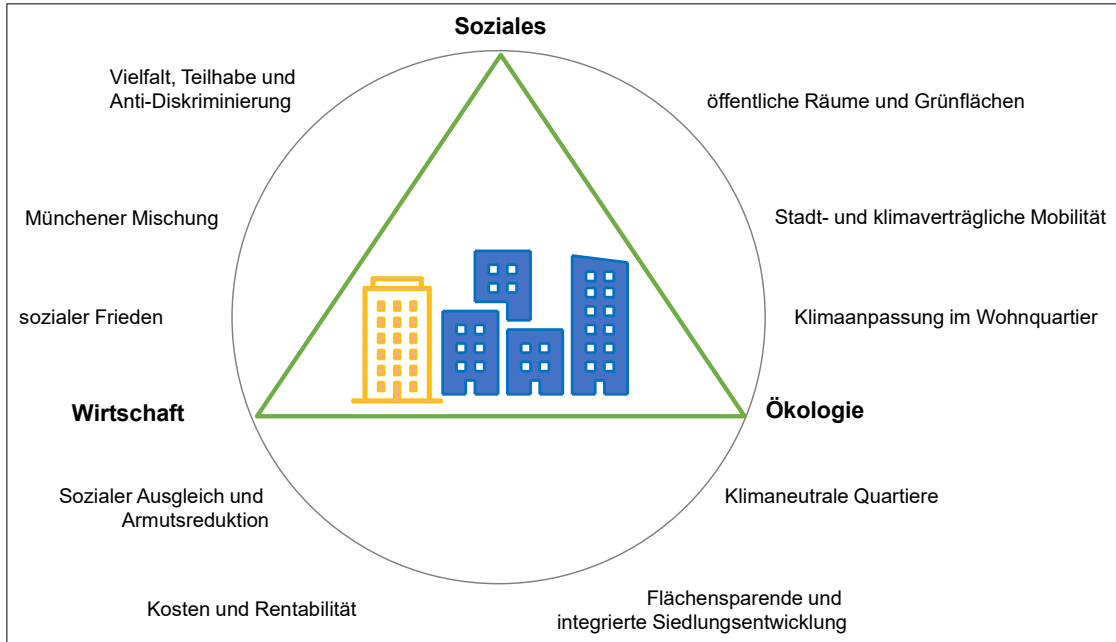 Soziales
Vielfalt, Teilhabe und
Anti-Diskriminierung
öffentliche Räume und Grünflächen
Münchener Mischung
Stadt- und klimaverträgliche Mobilität
sozialer Frieden
Klimaanpassung im Wohnquartier
Wirtschaft
Ökologie
Sozialer Ausgleich und
Armutsreduktion
Klimaneutrale Quartiere
Kosten und Rentabilität
Flächensparende und
integrierte Siedlungsentwicklung